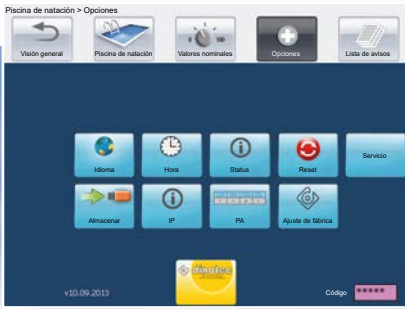 Piscina de natación > Opciones
Visión general
Piscina de natación
Valores nominales
Opciones
Lista de avisos
Idioma
Hora
Status
Reset
Servicio
Almacenar
IP
PA
Ajuste de fábrica
dinotec
v10.09.2013
Código *****